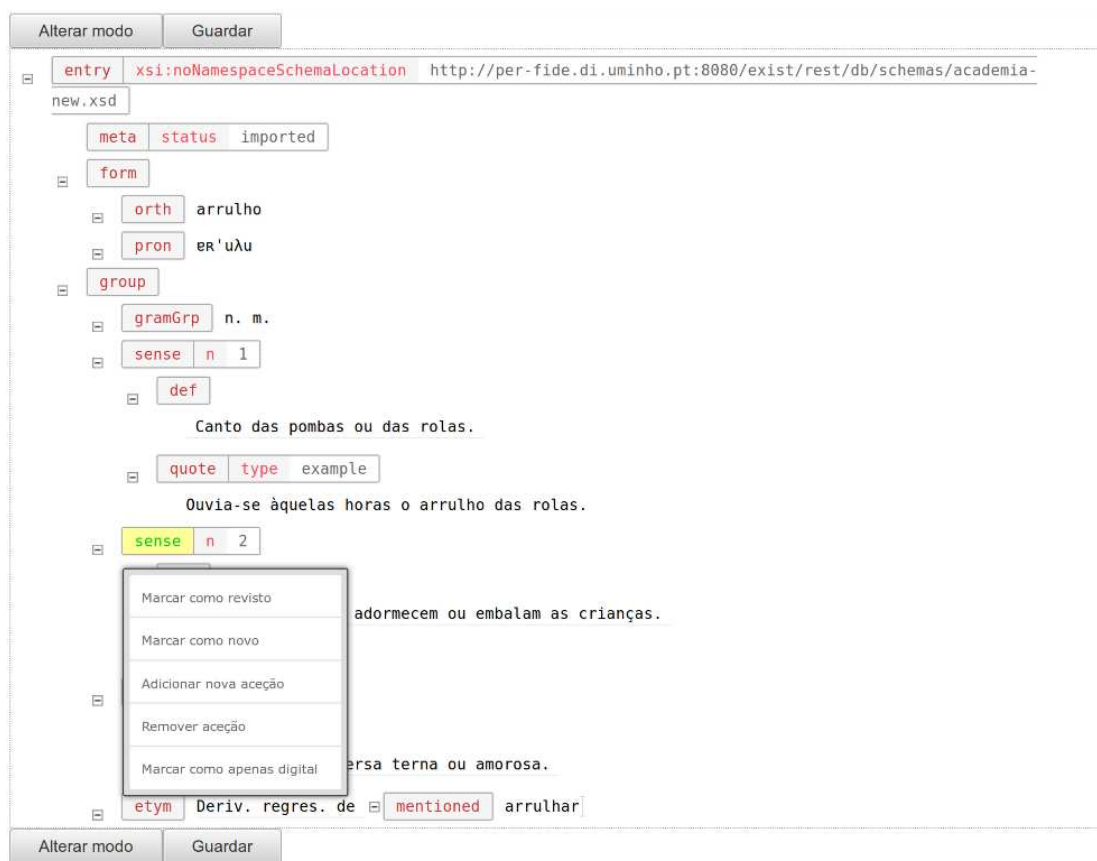 Alterar modo Guardar
entry xsi:noNamespaceSchemaLocation http://per-fide.di.uminho.pt:8080/exist/rest/db/schemas/academia-
new.xsd
meta status imported
form
orth arrulho
pron ɐʀˈuʎu
group
gramGrp n. m.
sense n 1
def
Canto das pombas ou das rolas.
quote type example
Ouvia-se àquelas horas o arrulho das rolas.
sense n 2
Marcar como revisto
adormecem ou embalam as crianças.
Marcar como novo
Adicionar nova aceção
Remover aceção
ersa terna ou amorosa.
Marcar como apenas digital
etym Deriv. regres. de mentioned arrulhar
Alterar modo Guardar